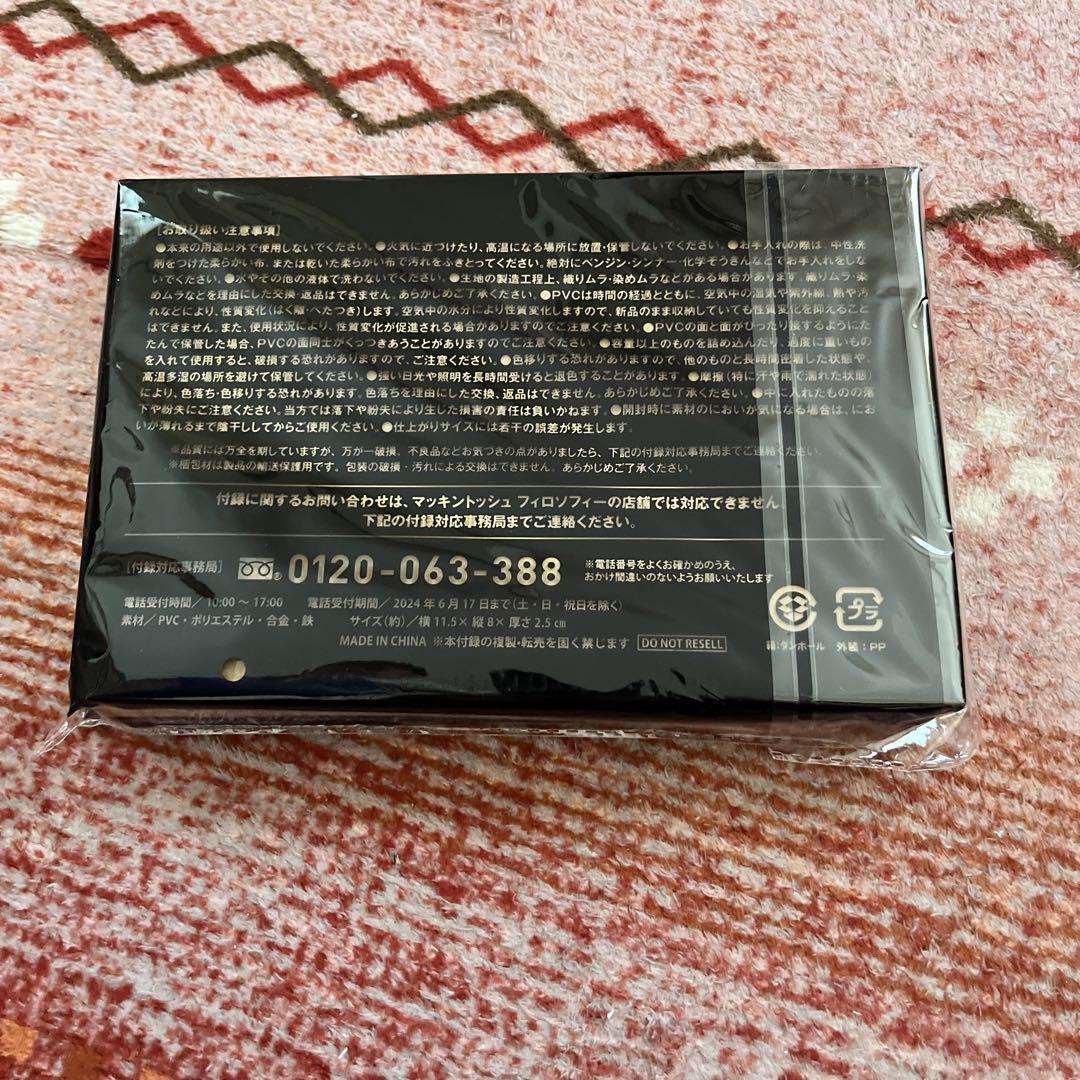 [お取り扱い注意事項]
●本来の用途以外で使用しないでください。●火気に近づけたり、高温になる場所に放置・保管しないでください。●お手入れの際は、中性洗
剤をつけた柔らかい布、または乾いた柔らかい布で汚れをふきとってください。絶対にベンジン・シンナー・化学ぞうきんなどでお手入れをし
ないでください。●水やその他の液体で洗わないでください。●生地の製造工程上、織りムラ・染めムラなどがある場合があります。織りムラ・染
めムラなどを理由にした交換・返品はできません。あらかじめご了承ください。●PVCは時間の経過とともに、空気中の湿気や紫外線、熱や汚
れなどにより、性質変化(はく離・べたつき)します。空気中の水分により性質変化しますので、新品のまま収納していても性質変化を抑えることは
できません。また、使用状況により、性質変化が促進される場合がありますのでご注意ください。●PVCの面と面がぴったり接するようにた
たんで保管した場合、PVCの面同士がくっつきあうことがありますのでご注意ください。●容量以上のものを詰め込んだり、過度に重いもの
を入れて使用すると、破損する恐れがありますので、ご注意ください。●色移りする恐れがありますので、他のものと長時間密着した状態や、
高温多湿の場所を避けて保管してください。●強い日光や照明を長時間受けると退色することがあります。●摩擦(特に汗や雨で濡れた状態)
により、色落ち・色移りする恐れがあります。色落ちを理由にした交換、返品はできません。あらかじめご了承ください。●中に入れたものの落
下や紛失にご注意ください。当方では落下や紛失により生じた損害の責任は負いかねます。●開封時に素材のにおいが気になる場合は、にお
いが薄れるまで陰干ししてからご使用ください。●仕上がりサイズには若干の誤差が発生します。
※品質には万全を期していますが、万が一破損、不良品などお気づきの点がありましたら、下記の付録対応事務局までご連絡ください。
※梱包材は製品の輸送保護用です。包装の破損・汚れによる交換はできません。あらかじめご了承ください。
付録に関するお問い合わせは、マッキントッシュ フィロソフィーの店舗では対応できません。
下記の付録対応事務局までご連絡ください。
[付録対応事務局] 0120-063-388 ※電話番号をよくお確かめのうえ、
おかけ間違いのないようお願いいたします
電話受付時間／10:00～17:00 電話受付期間／2024年6月17日まで(土・日・祝日を除く)
素材／PVC・ポリエステル・合金・鉄 サイズ(約)／横11.5×縦8×厚さ2.5cm
MADE IN CHINA ※本付録の複製・転売を固く禁じます DO NOT RESELL
プラ
箱：ダンボール 外装：PP